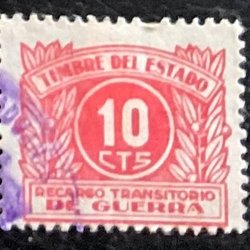 TIMBRE DEL ESTADO
10
CTS
RECARGO TRANSITORIO
DE GUERRA